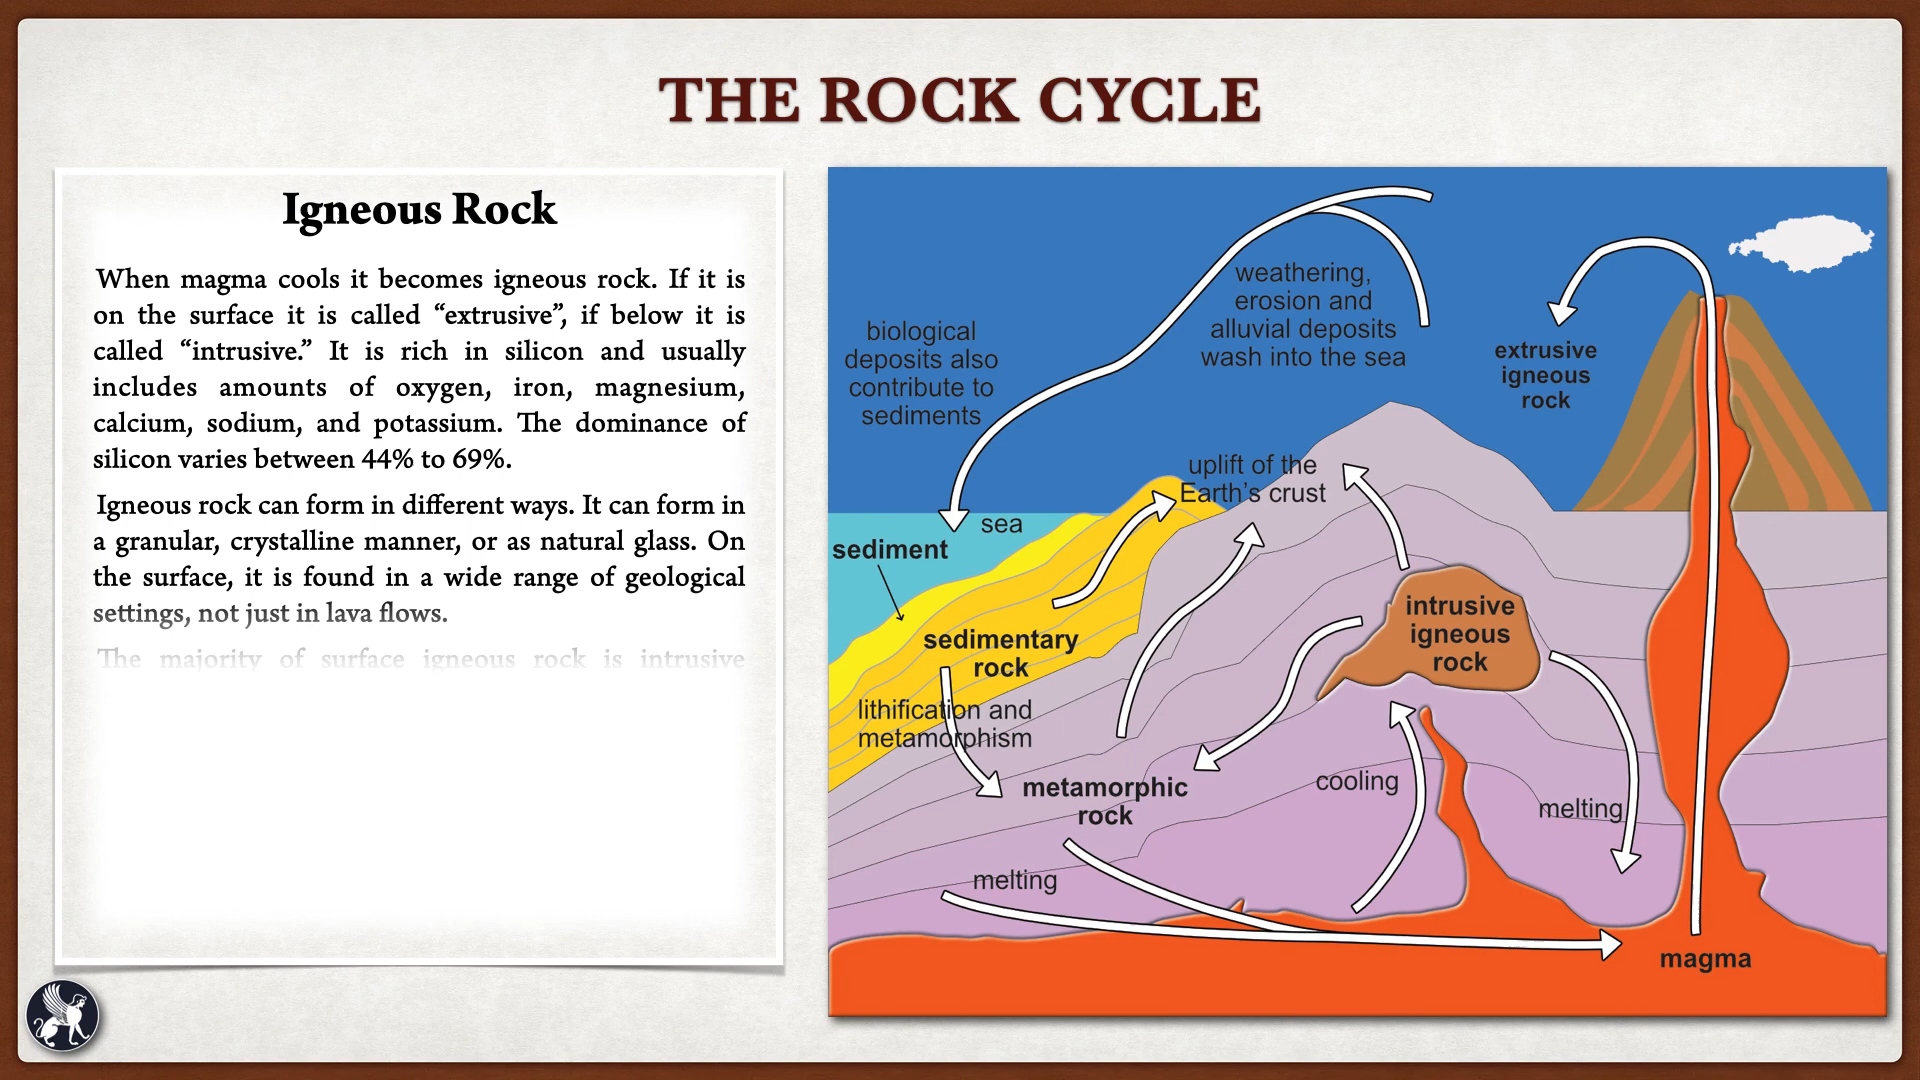 THE ROCK CYCLE
Igneous Rock
When magma cools it becomes igneous rock. If it is
on the surface it is called “extrusive”, if below it is
called “intrusive.” It is rich in silicon and usually
includes amounts of oxygen, iron, magnesium,
calcium, sodium, and potassium. The dominance of
silicon varies between 44% to 69%.
Igneous rock can form in different ways. It can form in
a granular, crystalline manner, or as natural glass. On
the surface, it is found in a wide range of geological
settings, not just in lava flows.
The majority of surface igneous rock is intrusive
biological
deposits also
contribute to
sediments
weathering,
erosion and
alluvial deposits
wash into the sea
extrusive
igneous
rock
uplift of the
Earth's crust
sea
sediment
sedimentary
rock
intrusive
igneous
rock
lithification and
metamorphism
metamorphic
rock
cooling
melting
melting
magma